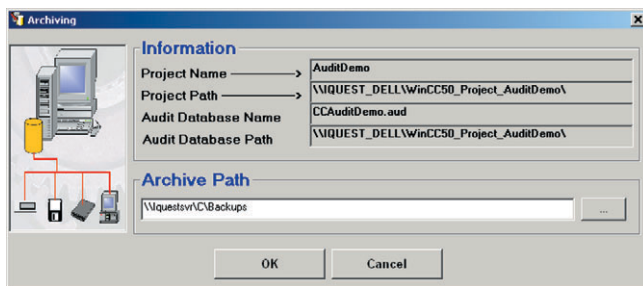 Archiving
Information
Project Name
AuditDemo
Project Path
\\IQUEST_DELL\WinCC50_Project_AuditDemo\
Audit Database Name
CCAuditDemo.aud
Audit Database Path
\\IQUEST_DELL\WinCC50_Project_AuditDemo\
Archive Path
\\Iquestsvr\C\Backups
...
OK
Cancel